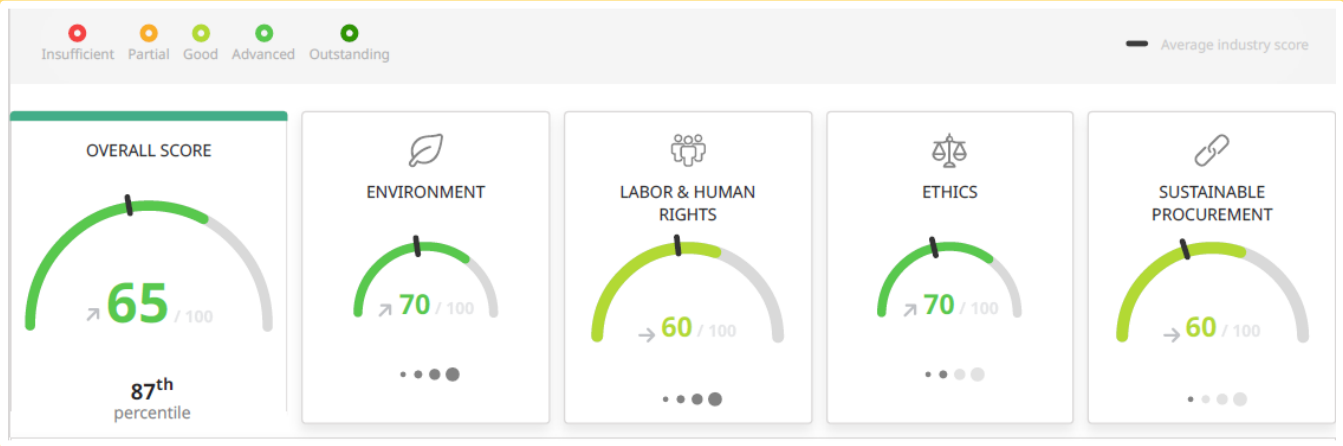 Insufficient Partial Good Advanced Outstanding
Average industry score
OVERALL SCORE
65 / 100
87th
percentile
ENVIRONMENT
70 / 100
LABOR & HUMAN
RIGHTS
60 / 100
ETHICS
70 / 100
SUSTAINABLE
PROCUREMENT
60 / 100